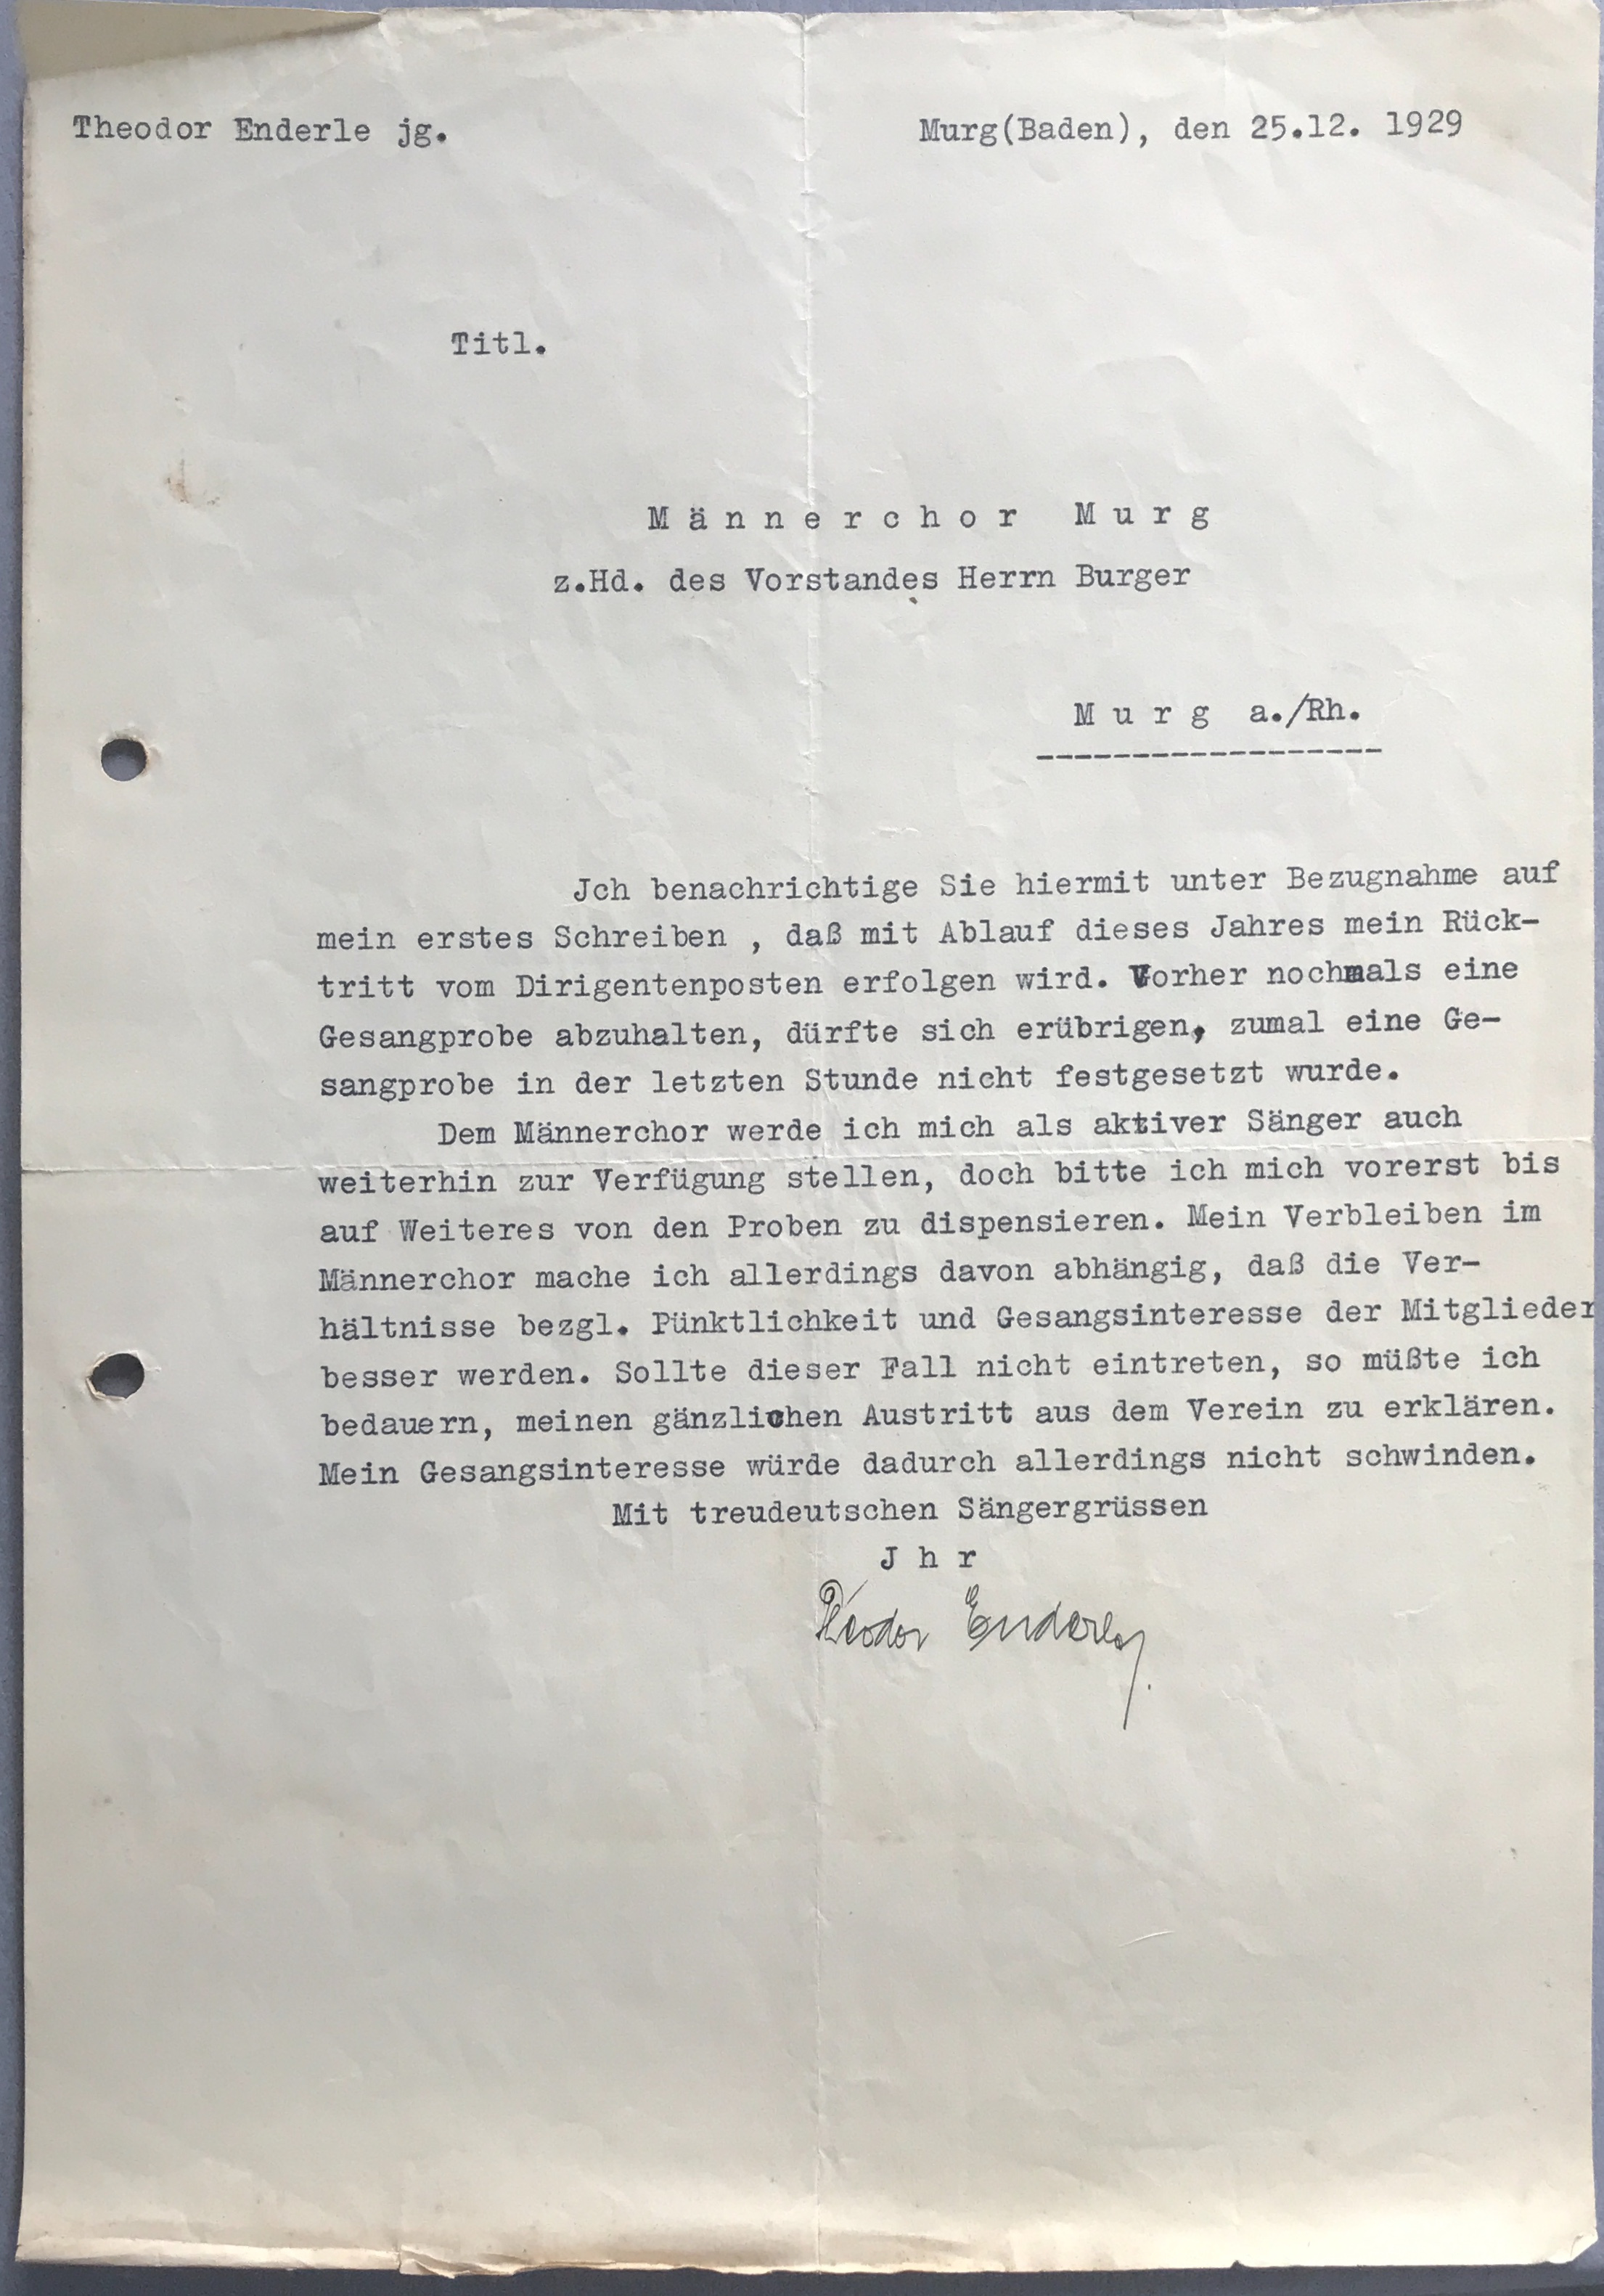 Theodor Enderle jg.
Murg(Baden), den 25.12. 1929
Titl.
M ä n n e r c h o r  M u r g
z.Hd. des Vorstandes Herrn Burger
M u r g  a./Rh.
------------------
Jch benachrichtige Sie hiermit unter Bezugnahme auf
mein erstes Schreiben , daß mit Ablauf dieses Jahres mein Rück-
tritt vom Dirigentenposten erfolgen wird. Vorher nochmals eine
Gesangprobe abzuhalten, dürfte sich erübrigen, zumal eine Ge-
sangprobe in der letzten Stunde nicht festgesetzt wurde.
Dem Männerchor werde ich mich als aktiver Sänger auch
weiterhin zur Verfügung stellen, doch bitte ich mich vorerst bis
auf Weiteres von den Proben zu dispensieren. Mein Verbleiben im
Männerchor mache ich allerdings davon abhängig, daß die Ver-
hältnisse bezgl. Pünktlichkeit und Gesangsinteresse der Mitglieder
besser werden. Sollte dieser Fall nicht eintreten, so müßte ich
bedauern, meinen gänzlichen Austritt aus dem Verein zu erklären.
Mein Gesangsinteresse würde dadurch allerdings nicht schwinden.
Mit treudeutschen Sängergrüssen
J h r
Theodor Enderle j.